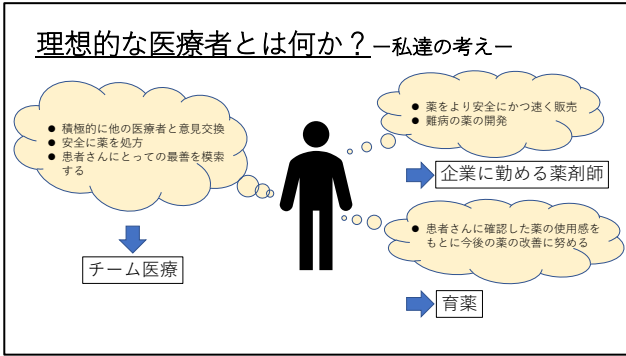 理想的な医療者とは何か？ー私達の考えー
● 積極的に他の医療者と意見交換
● 安全に薬を処方
● 患者さんにとっての最善を模索
する
チーム医療
● 薬をより安全にかつ速く販売
● 難病の薬の開発
企業に勤める薬剤師
● 患者さんに確認した薬の使用感を
もとに今後の薬の改善に努める
育薬